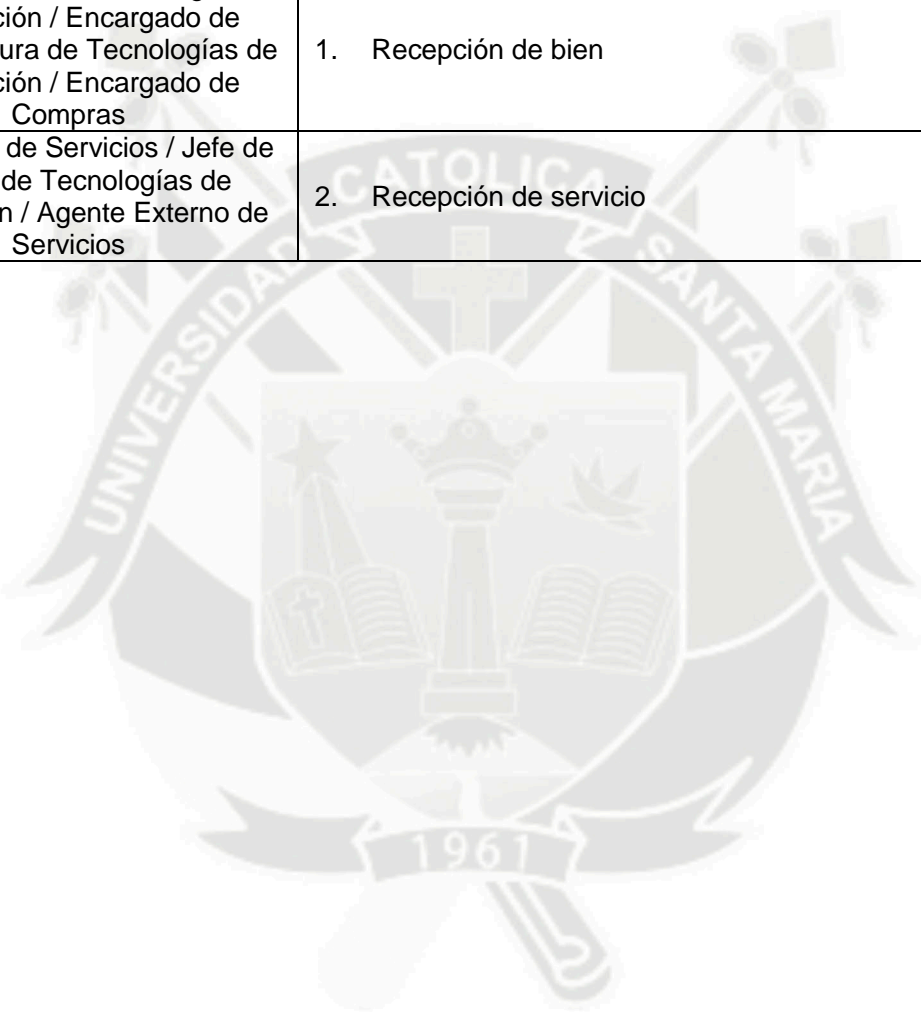 ción / Encargado de
ura de Tecnologías de
ción / Encargado de
Compras
1. Recepción de bien
de Servicios / Jefe de
de Tecnologías de
n / Agente Externo de
Servicios
2. Recepción de servicio
UNIVERSIDAD CATOLICA SANTA MARIA
1961